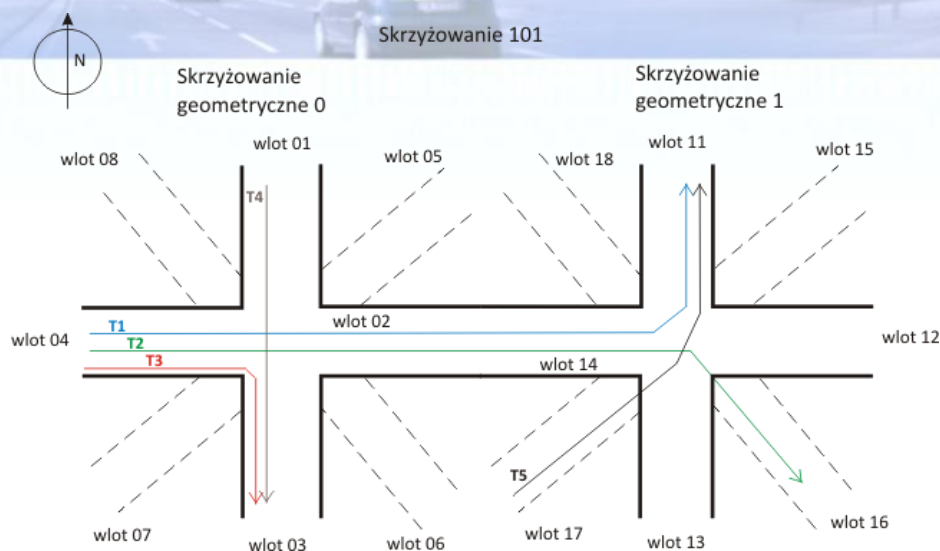 Skrzyżowanie 101
N
Skrzyżowanie
geometryczne 0
Skrzyżowanie
geometryczne 1
wlot 08
wlot 01
wlot 05
wlot 18
wlot 11
wlot 15
T4
wlot 04
T1
wlot 02
T2
T3
wlot 14
wlot 12
T5
wlot 07
wlot 03
wlot 06
wlot 17
wlot 13
wlot 16